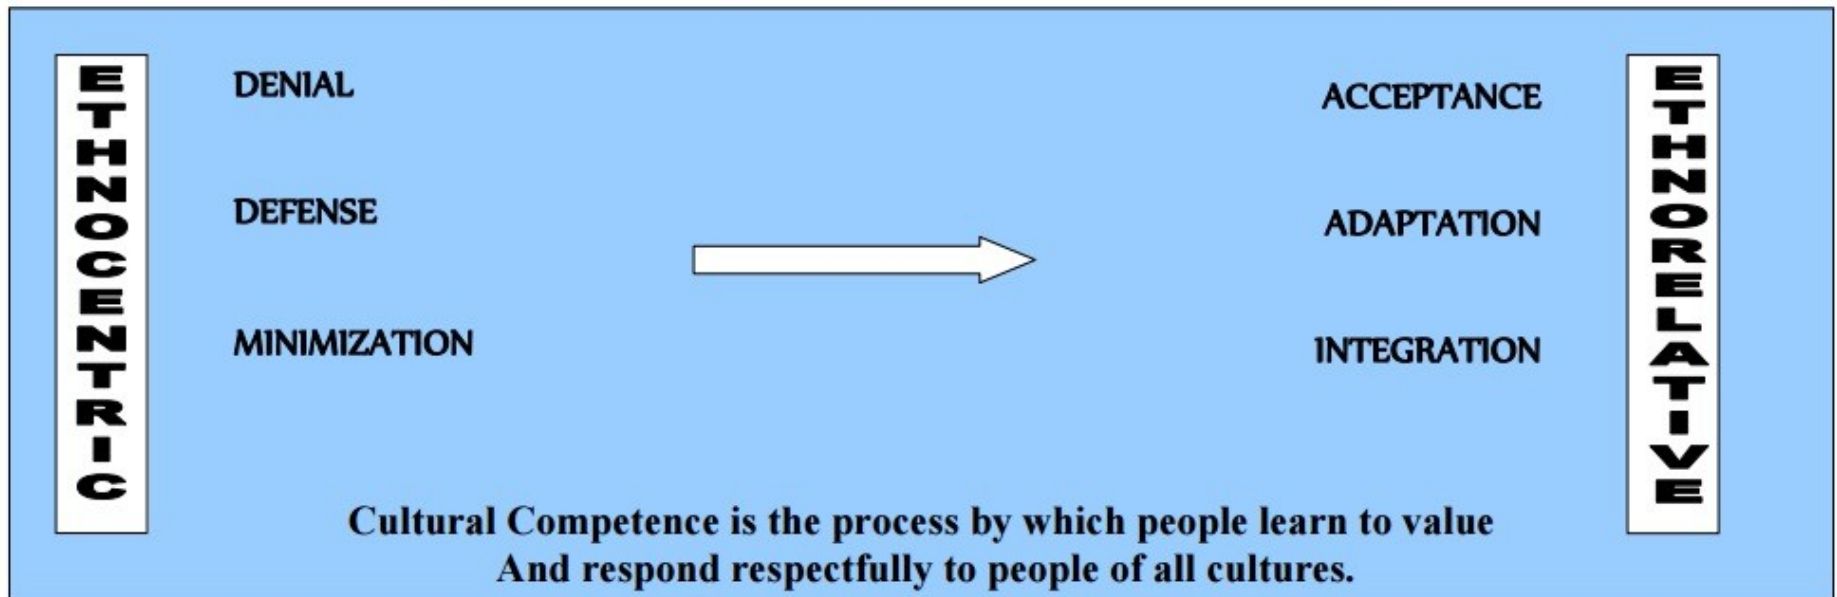 ETHNOCENTRIC
DENIAL
DEFENSE
MINIMIZATION
ACCEPTANCE
ADAPTATION
INTEGRATION
ETHNORELATIVE
Cultural Competence is the process by which people learn to value
And respond respectfully to people of all cultures.